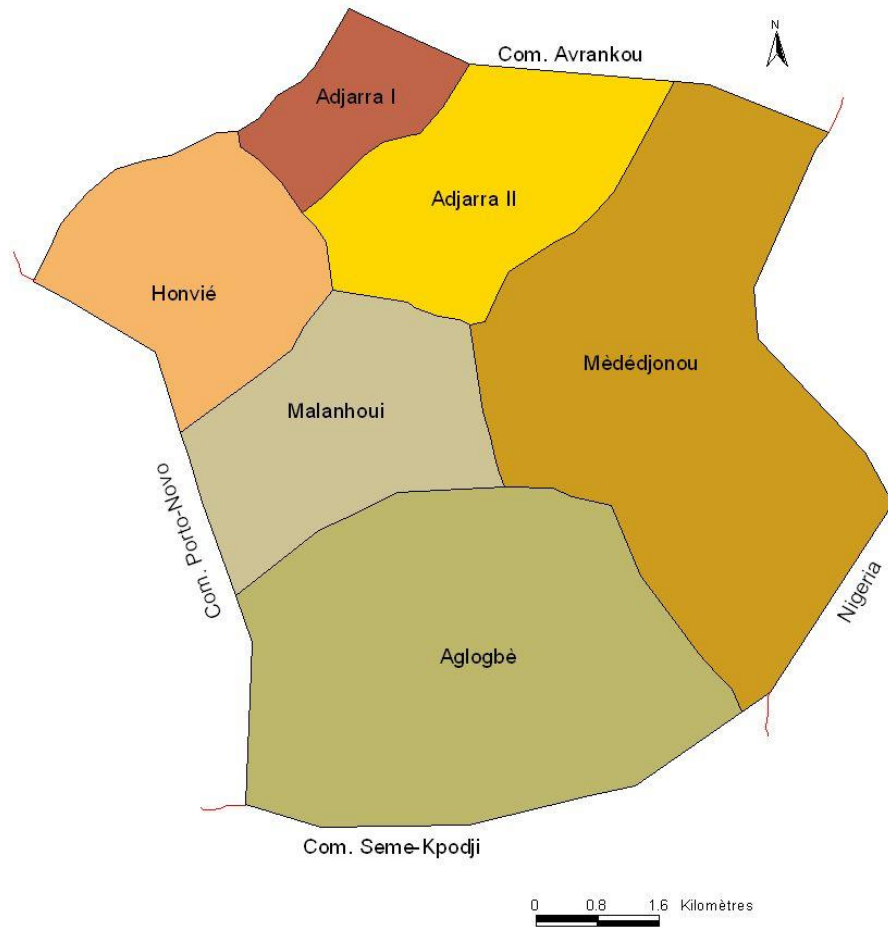 N
Com. Avrankou
Adjarra I
Adjarra II
Honvié
Mèdédjonou
Malanhoui
Com. Porto-Novo
Nigeria
Aglogbè
Com. Seme-Kpodji
0 0.8 1.6 Kilomètres